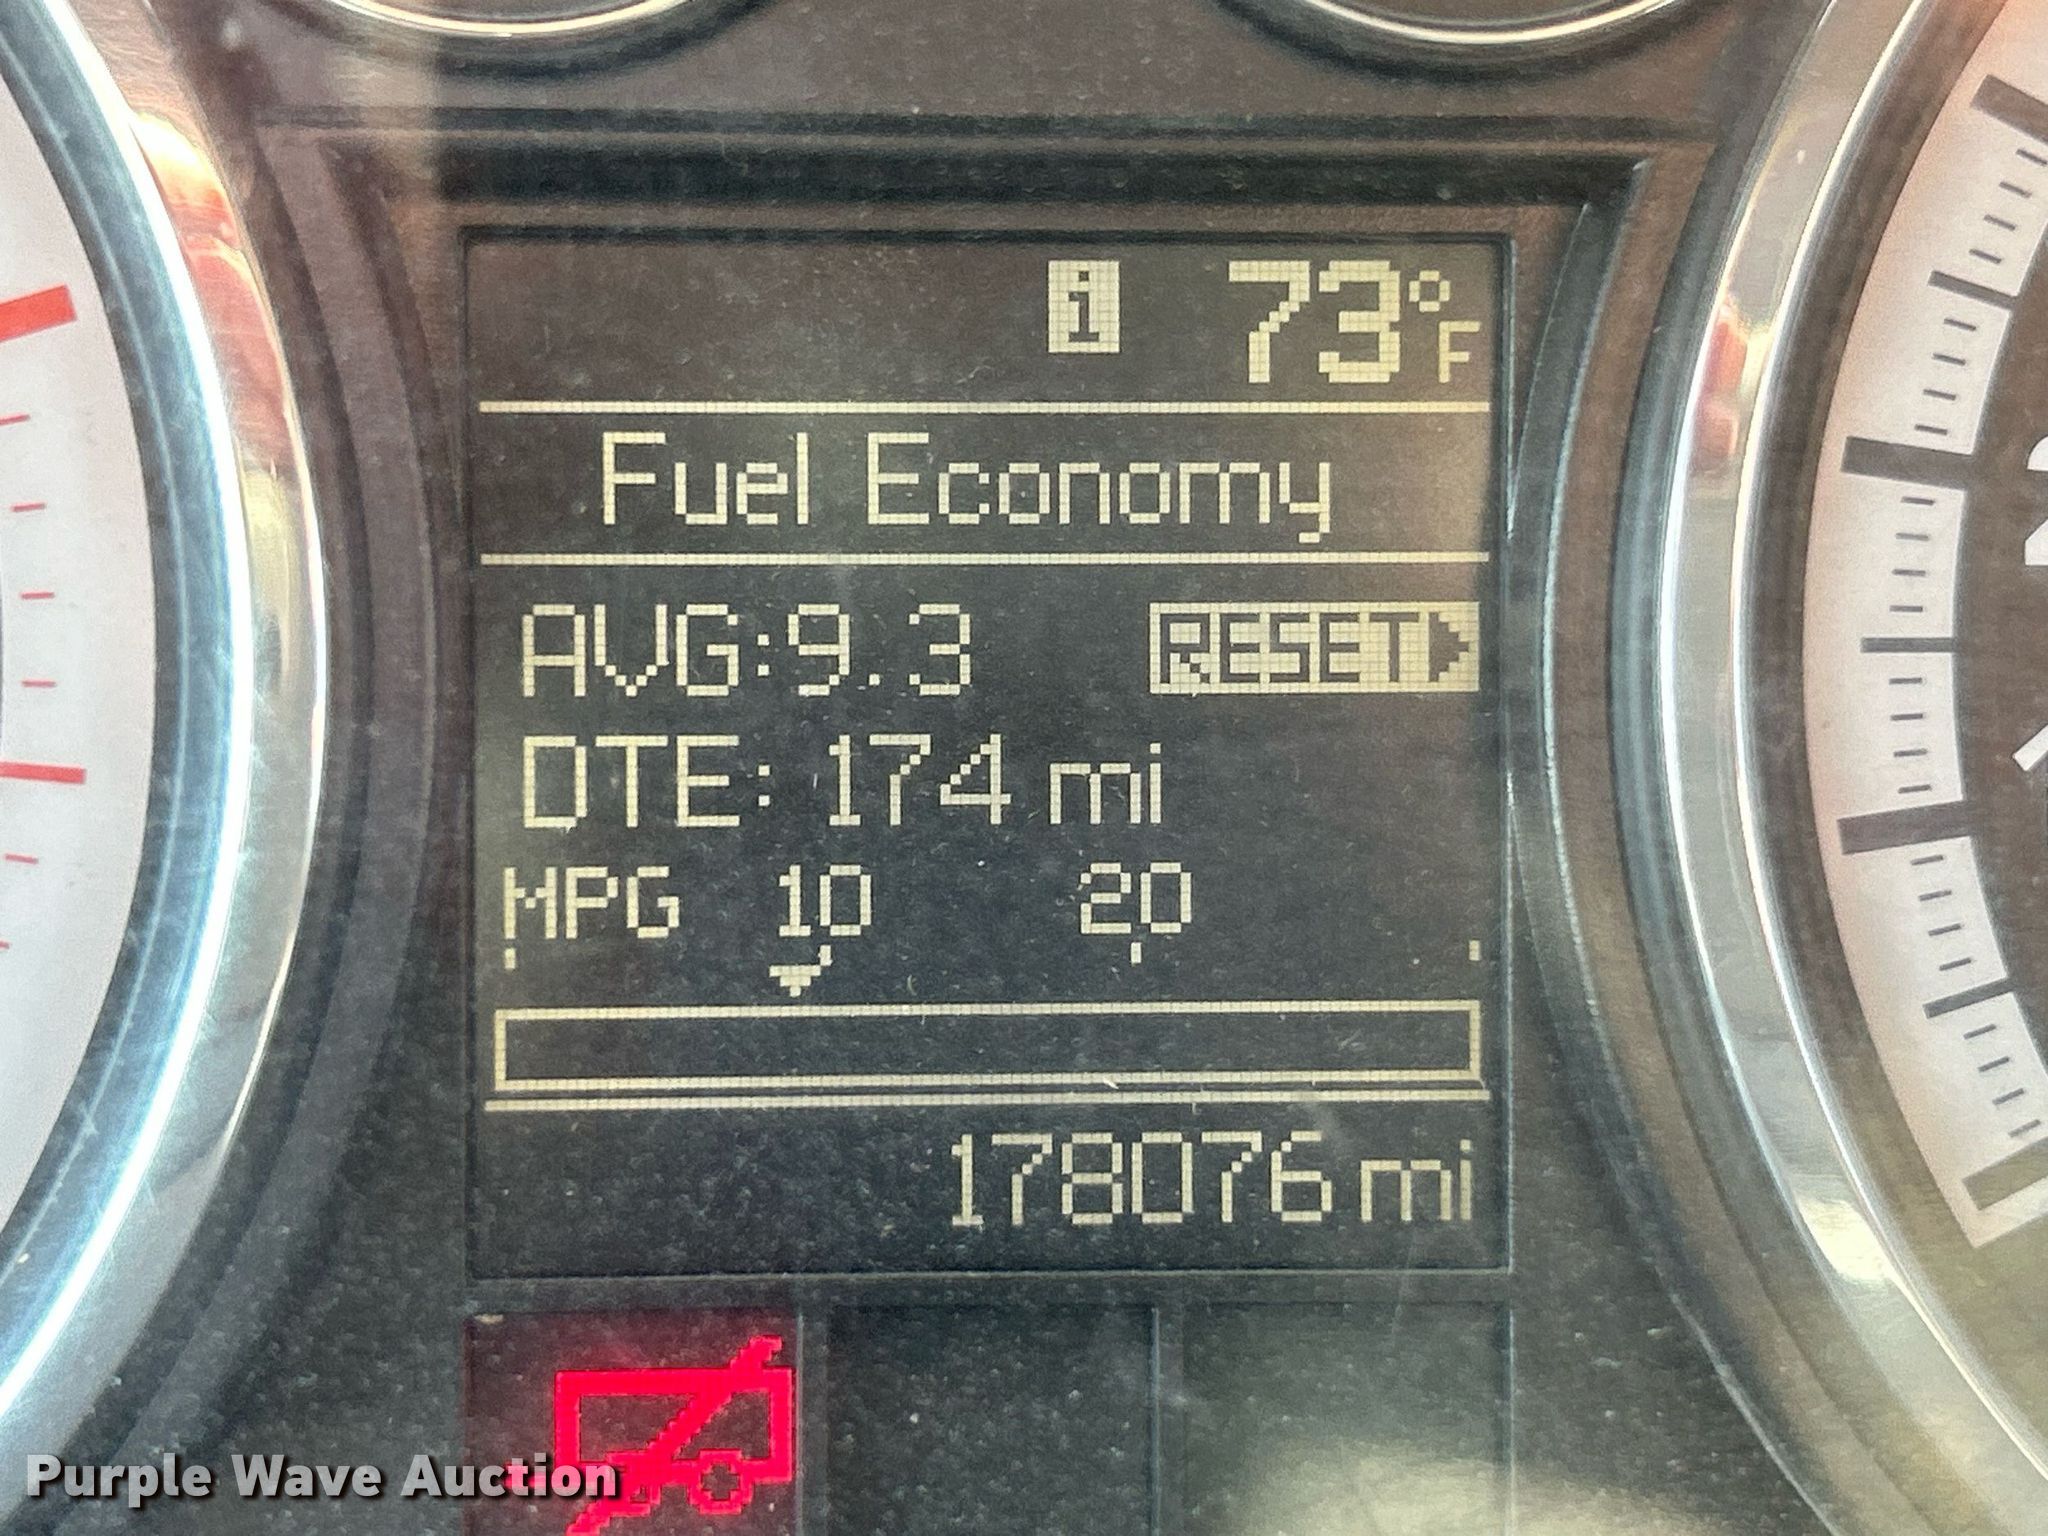 i 73°F
Fuel Economy
AVG:9.3 RESET
DTE: 174 mi
MPG 10 20
178076 mi
Purple Wave Auction